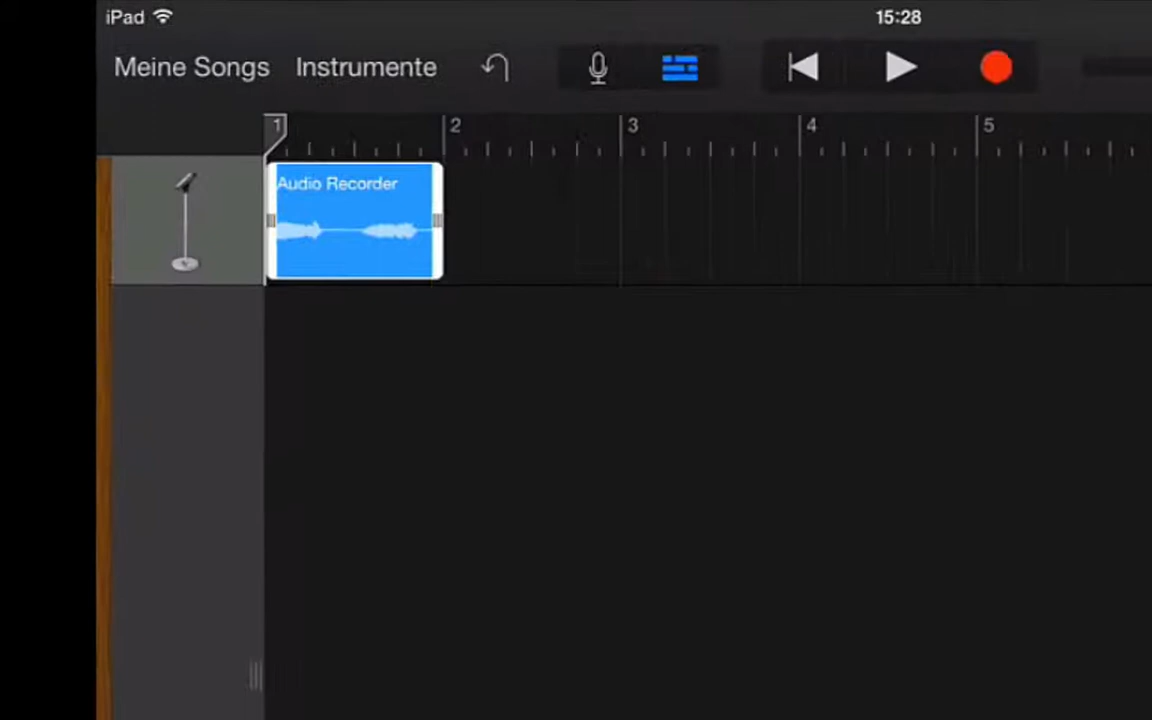 iPad
15:28
Meine Songs
Instrumente
1 2 3 4 5
Audio Recorder